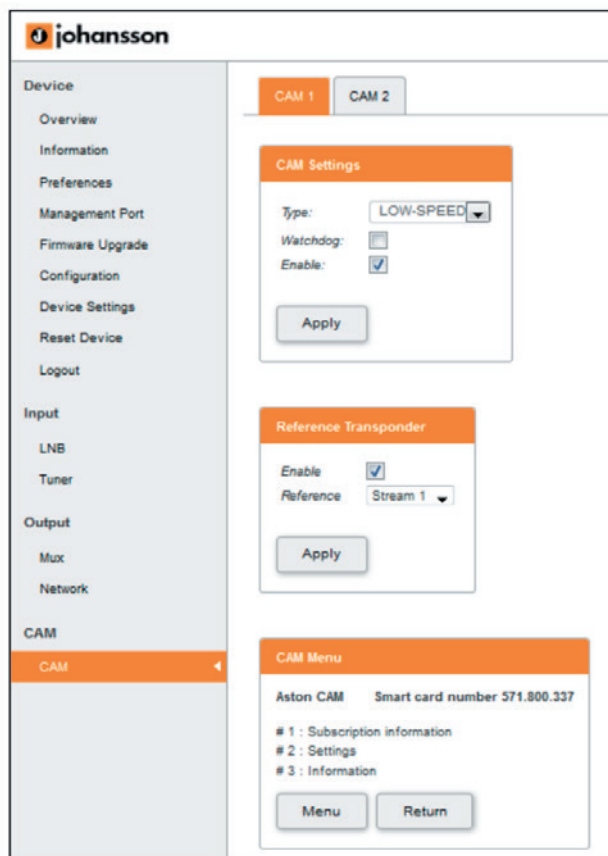 johansson
Device
Overview
Information
Preferences
Management Port
Firmware Upgrade
Configuration
Device Settings
Reset Device
Logout
Input
LNB
Tuner
Output
Mux
Network
CAM
CAM
CAM 1 CAM 2
CAM Settings
Type: LOW-SPEED
Watchdog:
Enable:
Apply
Reference Transponder
Enable
Reference Stream 1
Apply
CAM Menu
Aston CAM Smart card number 571.800.337
# 1 : Subscription information
# 2 : Settings
# 3 : Information
Menu Return